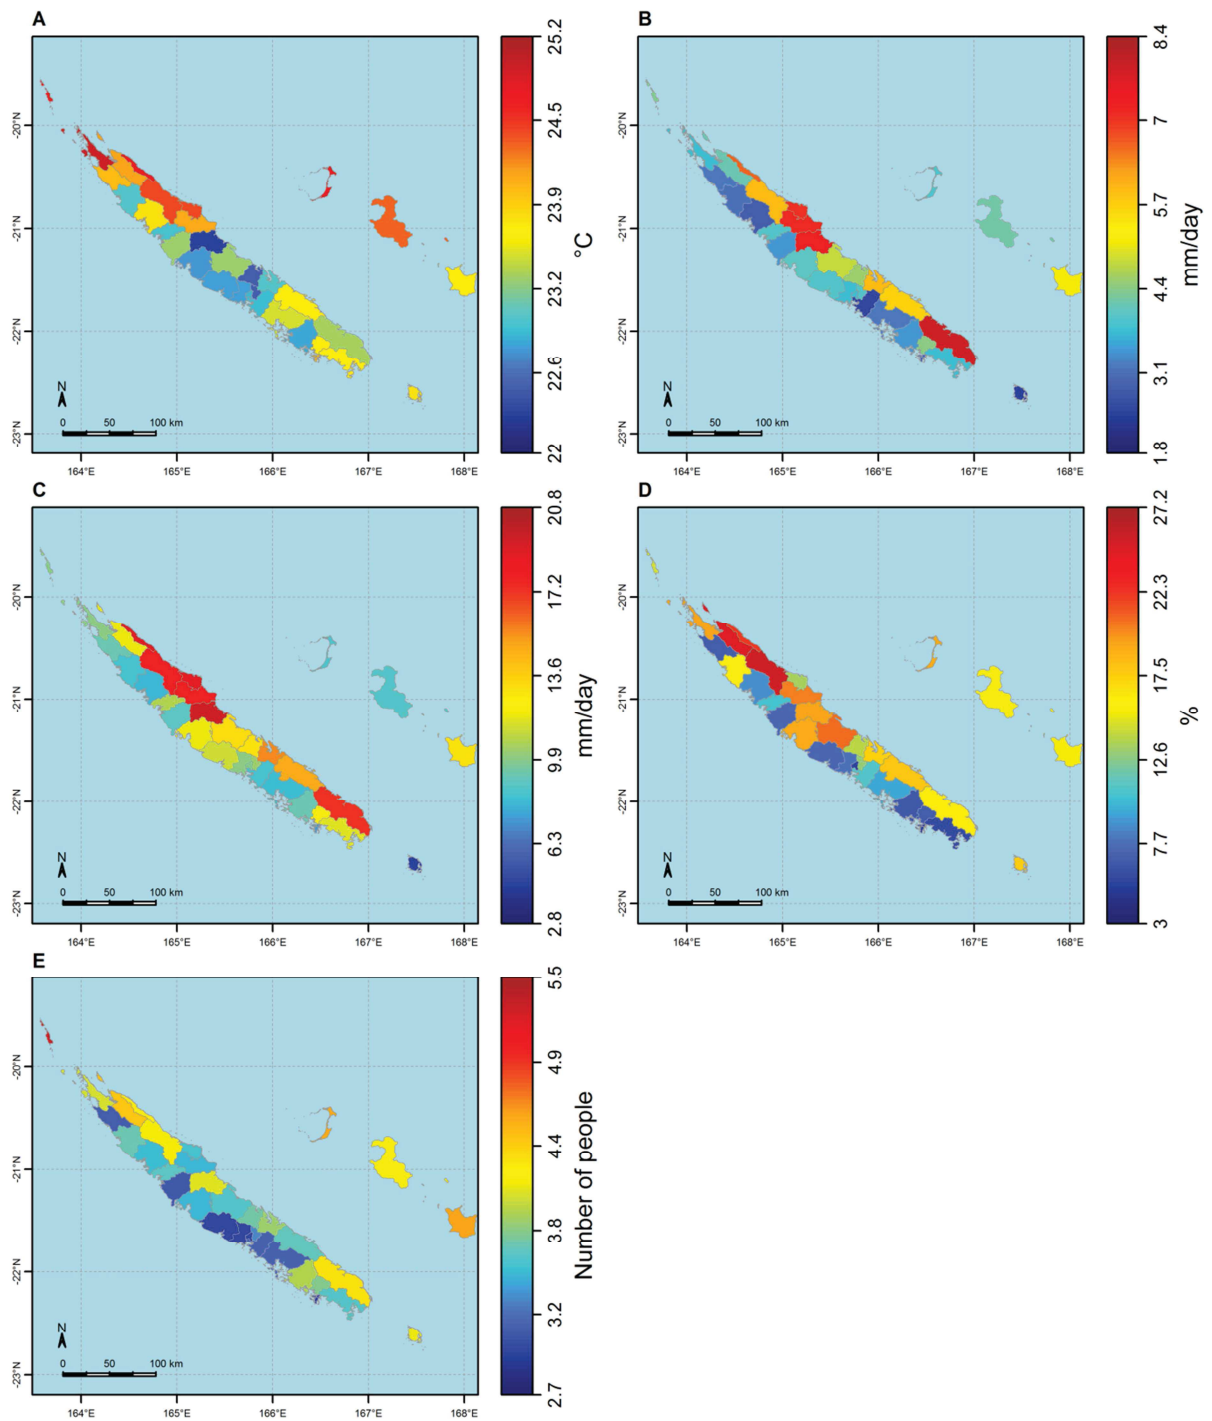 A
-20°N
-21°N
-22°N
-23°N
164°E 165°E 166°E 167°E 168°E
N
0 50 100 km
25.2
24.5
23.9
23.2
22.6
22
°C
B
-20°N
-21°N
-22°N
-23°N
164°E 165°E 166°E 167°E 168°E
N
0 50 100 km
8.4
7
5.7
4.4
3.1
1.8
mm/day
C
-20°N
-21°N
-22°N
-23°N
164°E 165°E 166°E 167°E 168°E
N
0 50 100 km
20.8
17.2
13.6
9.9
6.3
2.8
mm/day
D
-20°N
-21°N
-22°N
-23°N
164°E 165°E 166°E 167°E 168°E
N
0 50 100 km
27.2
22.3
17.5
12.6
7.7
3
%
E
-20°N
-21°N
-22°N
-23°N
164°E 165°E 166°E 167°E 168°E
N
0 50 100 km
5.5
4.9
4.4
3.8
3.2
2.7
Number of people